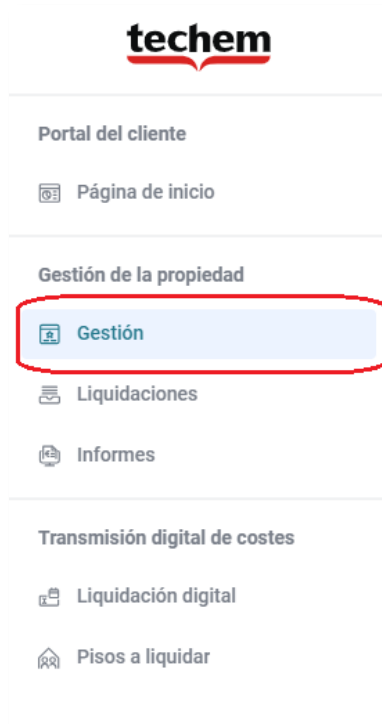 techem
Portal del cliente
Página de inicio
Gestión de la propiedad
Gestión
Liquidaciones
Informes
Transmisión digital de costes
Liquidación digital
Pisos a liquidar